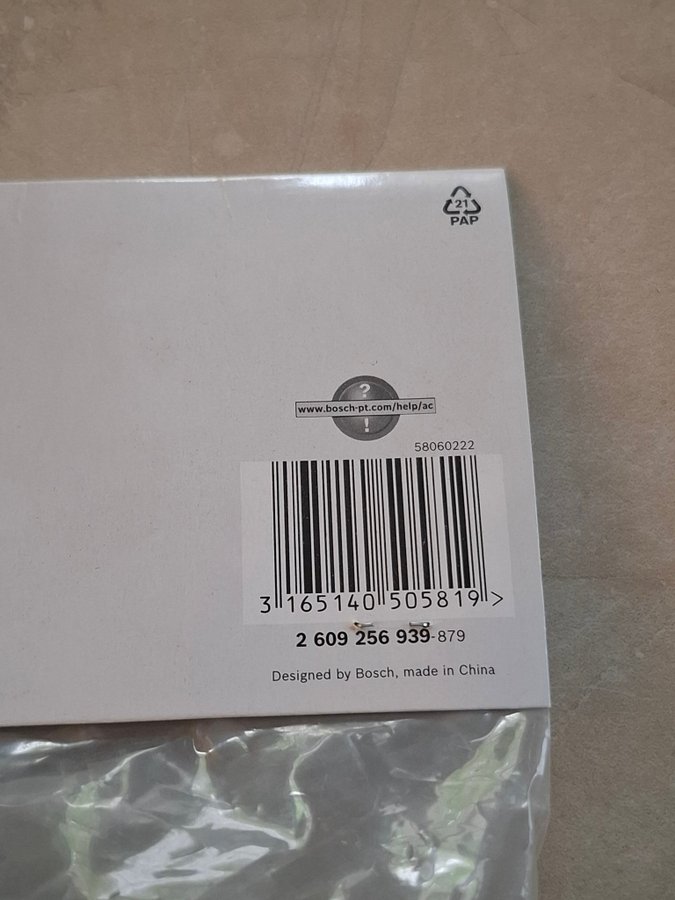 21
PAP
?
www.bosch-pt.com/help/ac
!
58060222
3 165140 505819 >
2 609 256 939-879
Designed by Bosch, made in China